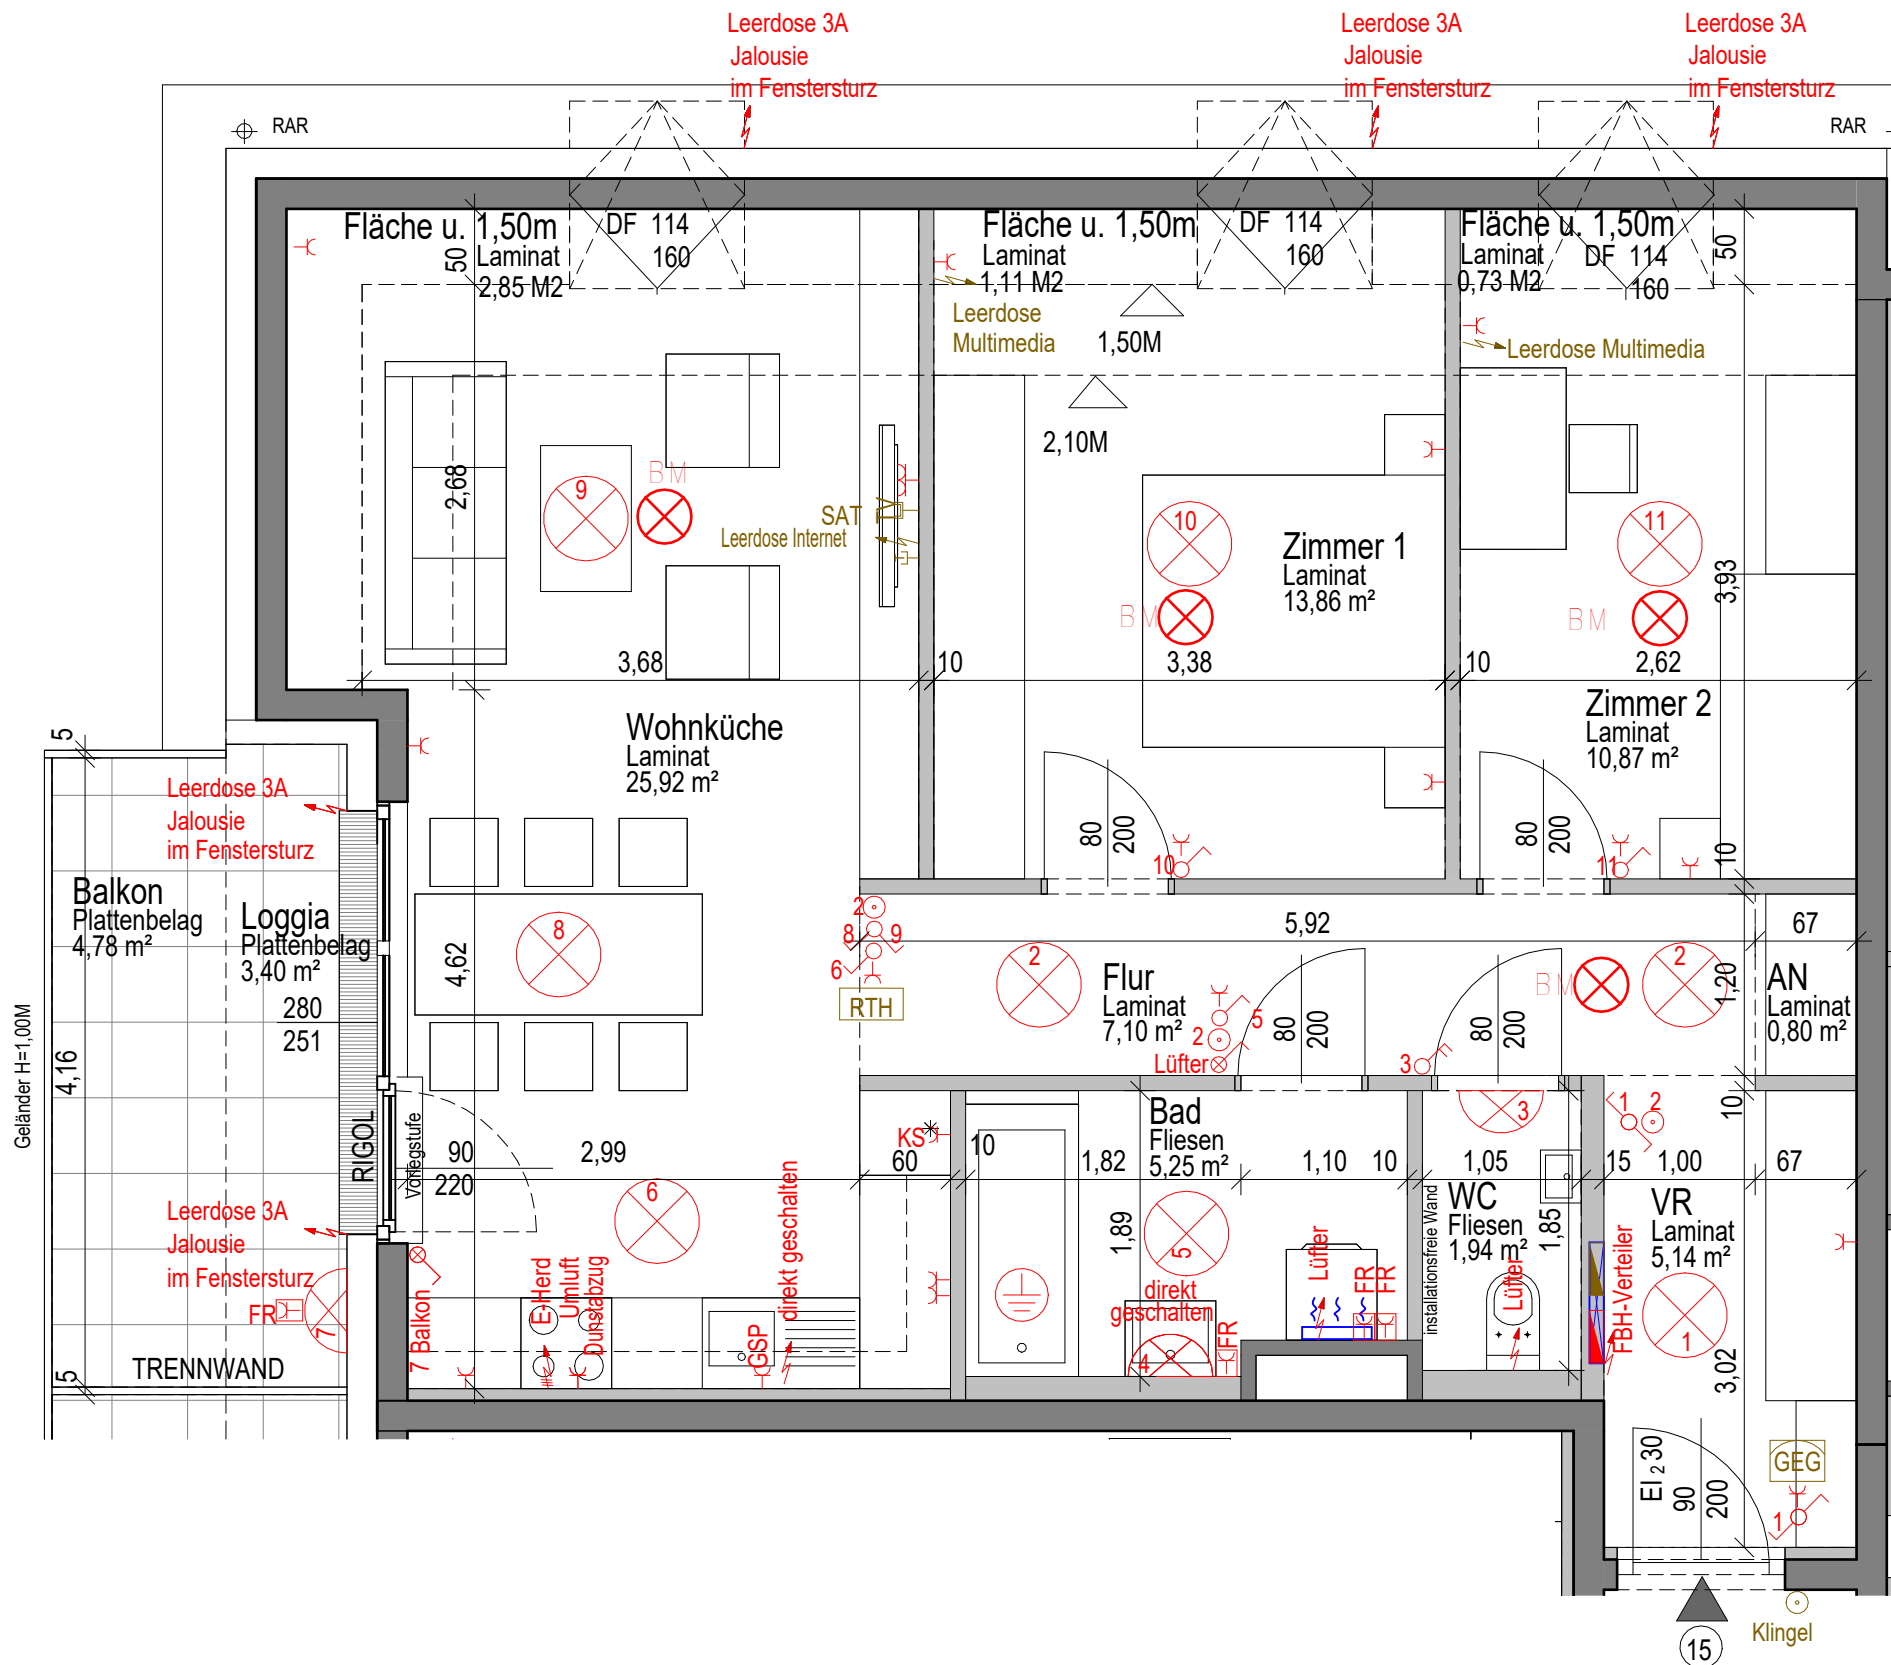 Leerdose 3A
Jalousie
im Fenstersturz
Leerdose 3A
Jalousie
im Fenstersturz
Leerdose 3A
Jalousie
im Fenstersturz
RAR
RAR
Fläche u. 1,50m
Laminat
2,85 M2
50
DF 114
160
Fläche u. 1,50m
Laminat
1,11 M2
DF 114
160
Fläche u. 1,50m
Laminat
0,73 M2
DF 114
160
50
Leerdose
Multimedia
1,50M
Leerdose Multimedia
2,10M
2,68
9
BM
SAT
TV
Leerdose Internet
10
BM
Zimmer 1
Laminat
13,86 m²
11
BM
3,93
3,68
10
3,38
10
2,62
Wohnküche
Laminat
25,92 m²
Zimmer 2
Laminat
10,87 m²
5
Leerdose 3A
Jalousie
im Fenstersturz
80
200
10
80
200
11
10
Balkon
Plattenbelag
4,78 m²
Loggia
Plattenbelag
3,40 m²
280
251
Geländer H=1,00M
4,16
8
4,62
2
8
9
6
RTH
5,92
67
2
Flur
Laminat
7,10 m²
5
2
Lüfter
80
200
3
80
200
BM
2
1,20
AN
Laminat
0,80 m²
RIGOL
Vorlegstufe
90
220
2,99
60
KS
10
Bad
Fliesen
5,25 m²
1,82
1,10
10
3
1,05
15
1,00
67
1
2
10
Leerdose 3A
Jalousie
im Fenstersturz
FR
7
7 Balkon
6
E-Herd
Umluft
Dunstabzug
GSP
direkt geschalten
1,89
5
direkt
geschalten
4
FR
Lüfter
FR
FR
installationsfreie Wand
WC
Fliesen
1,94 m²
1,85
Lüfter
FBH-Verteiler
VR
Laminat
5,14 m²
1
3,02
5
TRENNWAND
EI₂30
90
200
GEG
1
Klingel
15